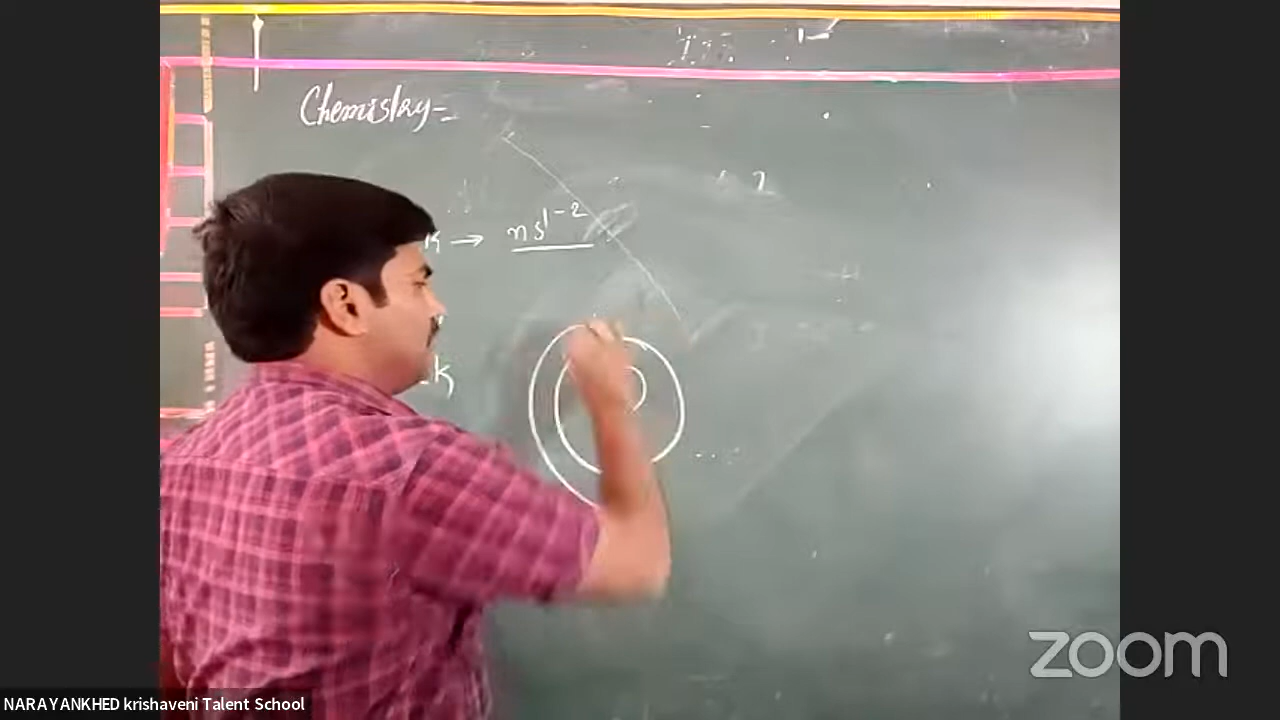 Chemistry-
k → ns¹⁻²
k
zoom
NARAYANKHED krishaveni Talent School